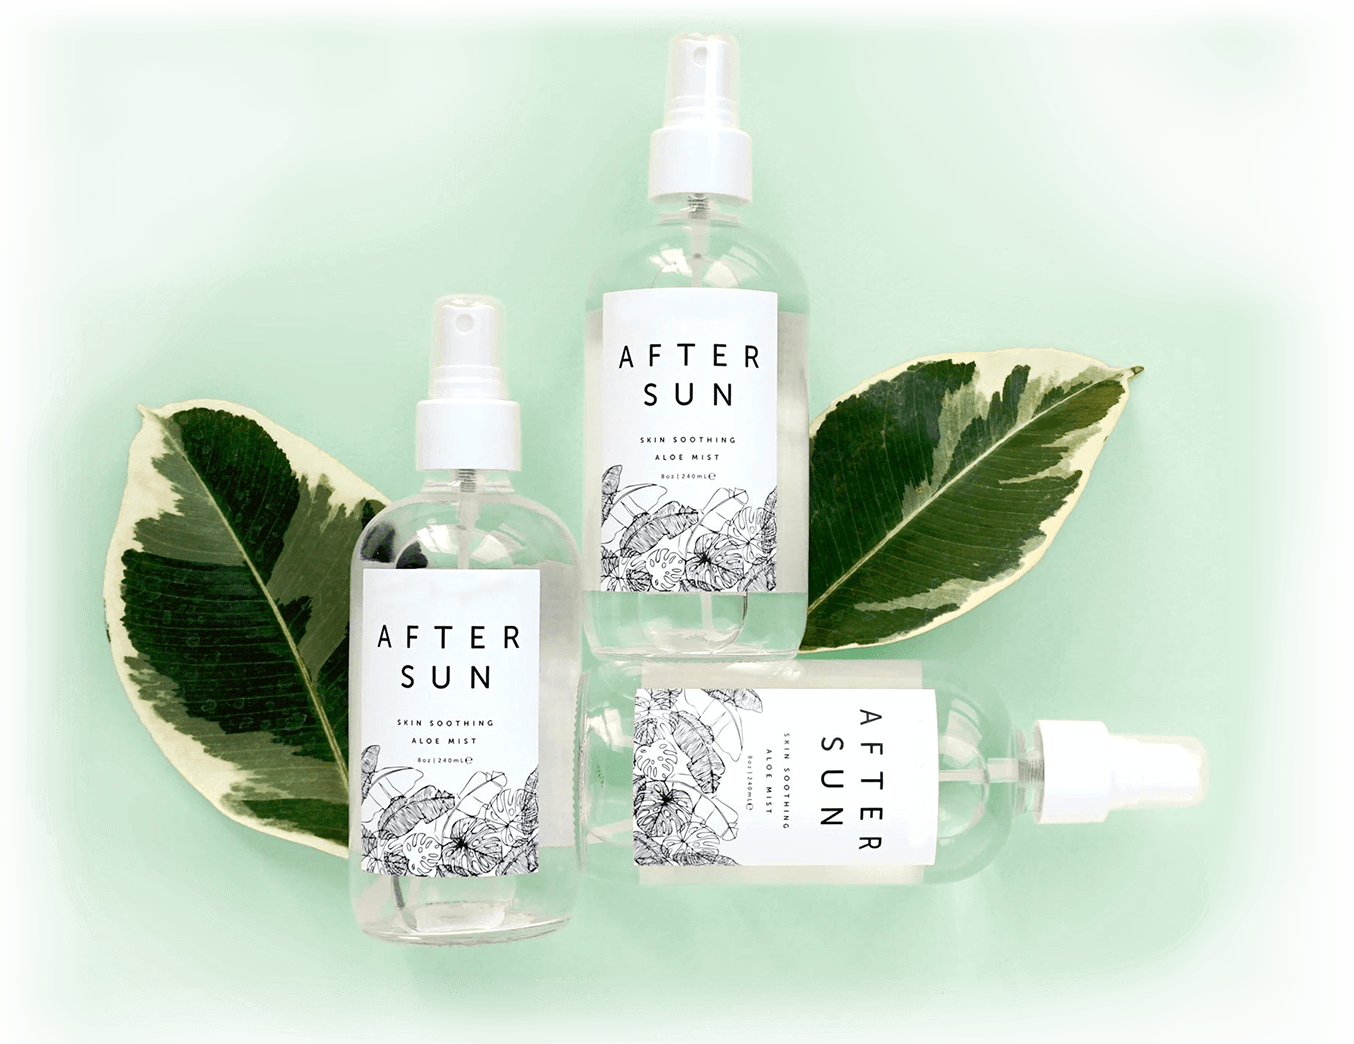 AFTER
SUN
SKIN SOOTHING
ALOE MIST
8oz | 240mL℮
AFTER
SUN
SKIN SOOTHING
ALOE MIST
8oz | 240mL℮
AFTER
SUN
SKIN SOOTHING
ALOE MIST
8oz | 240mL℮